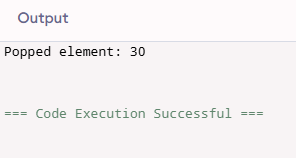 Output
Popped element: 30
=== Code Execution Successful ===